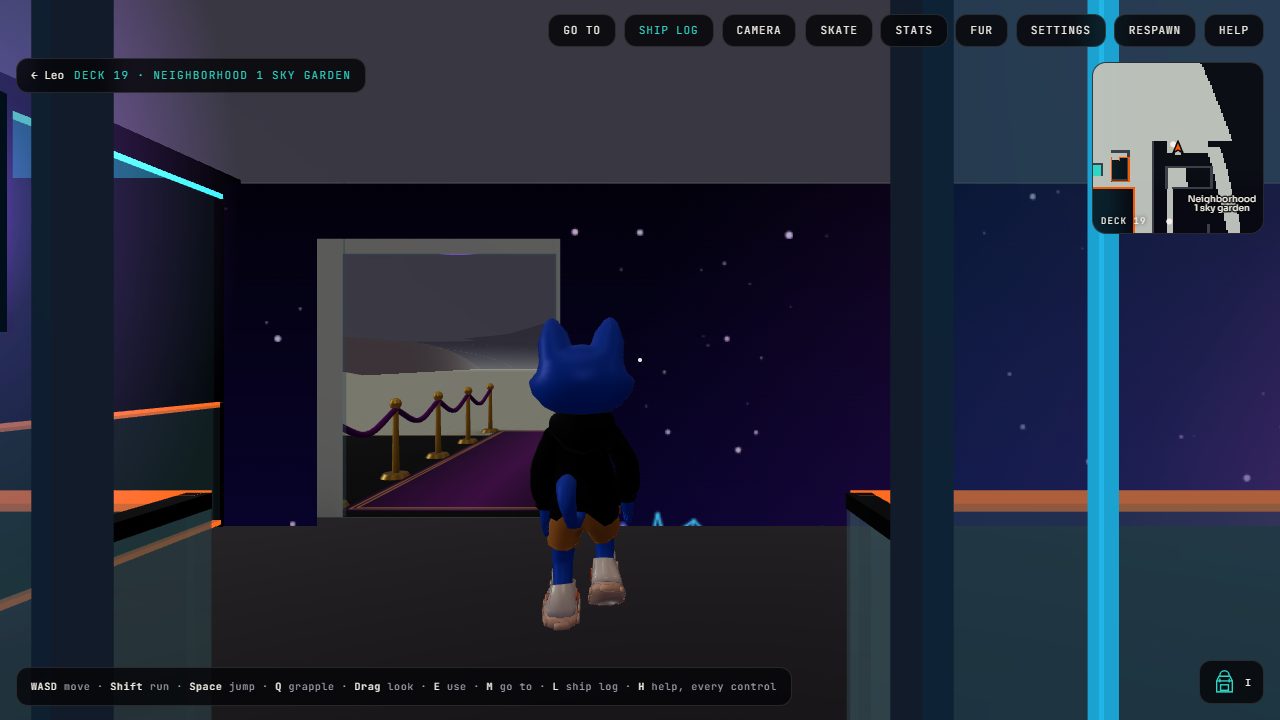 GO TO
SHIP LOG
CAMERA
SKATE
STATS
FUR
SETTINGS
RESPAWN
HELP
← Leo DECK 19 · NEIGHBORHOOD 1 SKY GARDEN
Neighborhood
1 sky garden
DECK 19
WASD move · Shift run · Space jump · Q grapple · Drag look · E use · M go to · L ship log · H help, every control
I